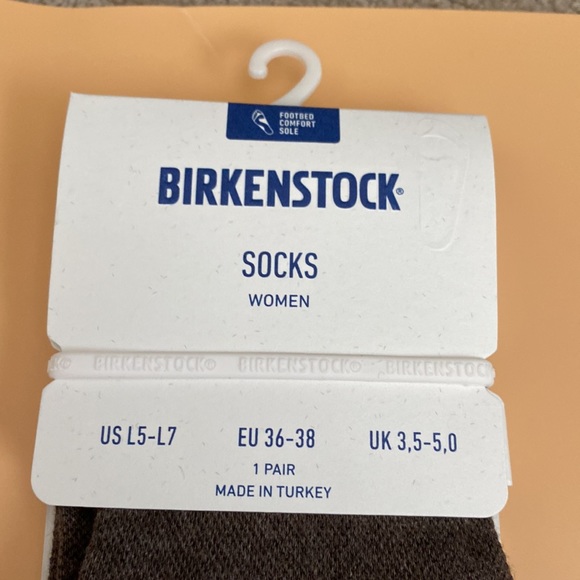 FOOTBED
COMFORT
SOLE
BIRKENSTOCK®
SOCKS
WOMEN
BIRKENSTOCK® BIRKENSTOCK® BIRKENSTOCK
US L5-L7 EU 36-38 UK 3,5-5,0
1 PAIR
MADE IN TURKEY